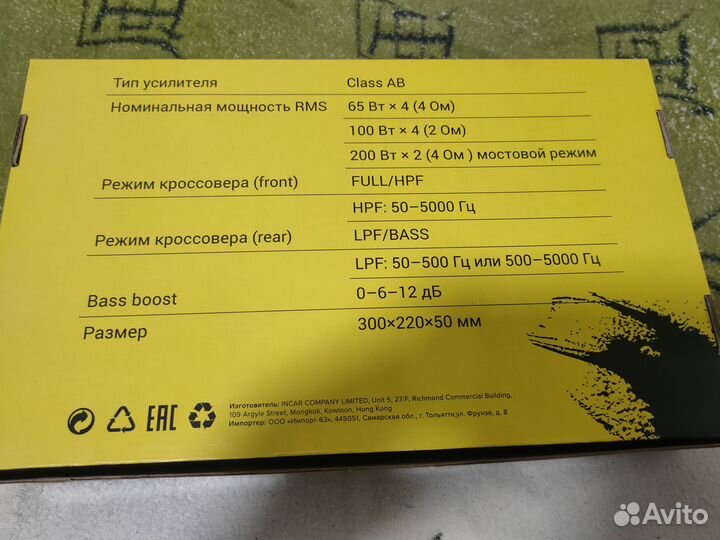 Тип усилителя Class AB
Номинальная мощность RMS 65 Вт × 4 (4 Ом)
100 Вт × 4 (2 Ом)
200 Вт × 2 (4 Ом ) мостовой режим
Режим кроссовера (front) FULL/HPF
HPF: 50–5000 Гц
Режим кроссовера (rear) LPF/BASS
LPF: 50–500 Гц или 500–5000 Гц
Bass boost 0–6–12 дБ
Размер 300×220×50 мм
EAC
Изготовитель: INCAR COMPANY LIMITED, Unit 5, 27/F, Richmond Commercial Building,
109 Argyle Street, Mongkok, Kowloon, Hong Kong
Импортер: ООО «Импорт-63», 445051, Самарская обл., г. Тольятти,ул. Фрунзе, д. 8
Avito